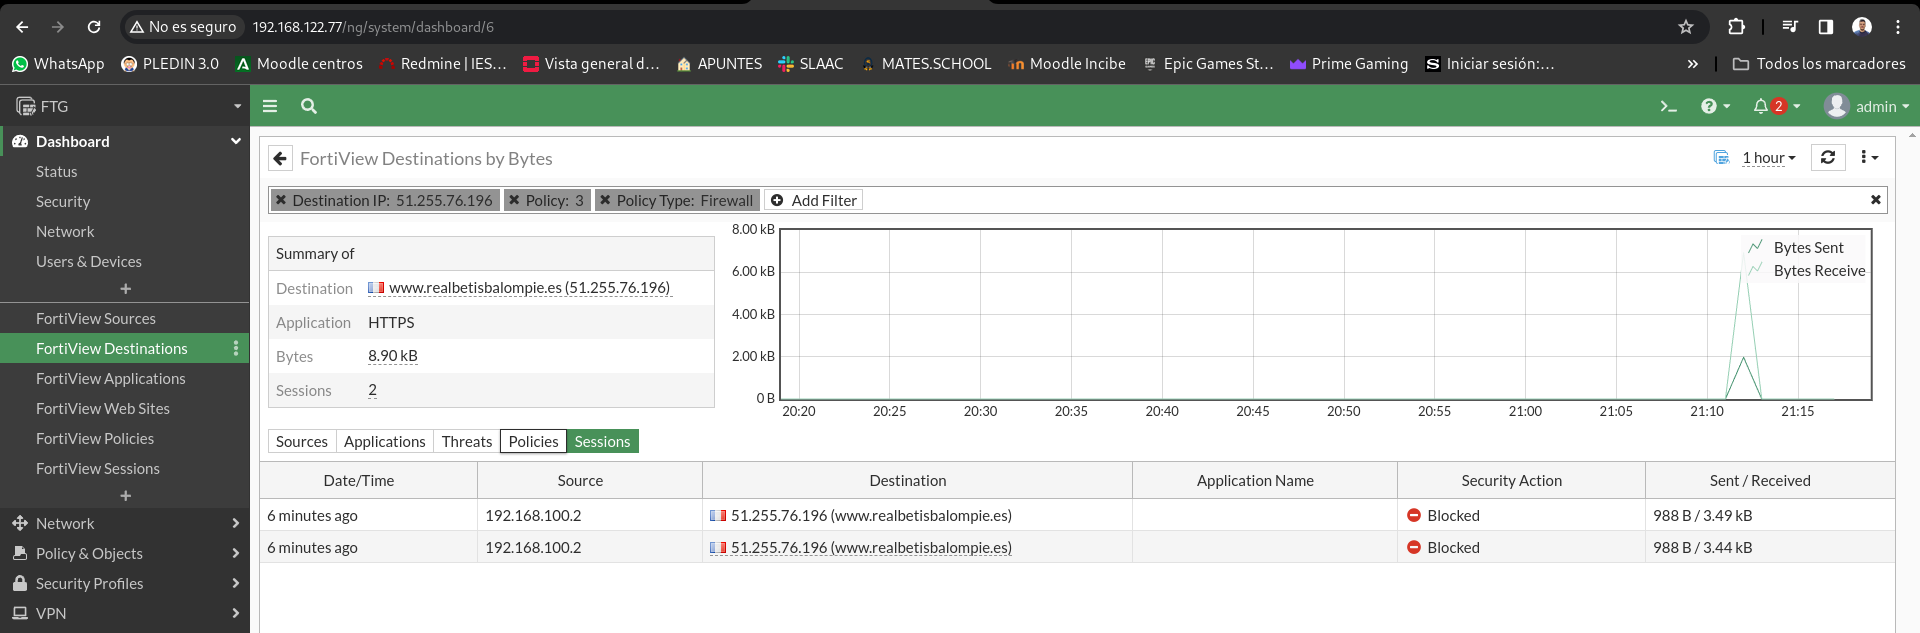 No es seguro 192.168.122.77/ng/system/dashboard/6
WhatsApp PLEDIN 3.0 Moodle centros Redmine | IES... Vista general d... APUNTES SLAAC MATES.SCHOOL Moodle Incibe Epic Games St... Prime Gaming Iniciar sesión:... » Todos los marcadores
FTG
2 admin
Dashboard
Status
Security
Network
Users & Devices
+
FortiView Sources
FortiView Destinations
FortiView Applications
FortiView Web Sites
FortiView Policies
FortiView Sessions
+
Network
Policy & Objects
Security Profiles
VPN
FortiView Destinations by Bytes
1 hour
Destination IP: 51.255.76.196 Policy: 3 Policy Type: Firewall Add Filter
Summary of
Destination www.realbetisbalompie.es (51.255.76.196)
Application HTTPS
Bytes 8.90 kB
Sessions 2
8.00 kB
6.00 kB
4.00 kB
2.00 kB
0 B
Bytes Sent
Bytes Receive
20:20 20:25 20:30 20:35 20:40 20:45 20:50 20:55 21:00 21:05 21:10 21:15
Sources Applications Threats Policies Sessions
Date/Time Source Destination Application Name Security Action Sent / Received
6 minutes ago 192.168.100.2 51.255.76.196 (www.realbetisbalompie.es) Blocked 988 B / 3.49 kB
6 minutes ago 192.168.100.2 51.255.76.196 (www.realbetisbalompie.es) Blocked 988 B / 3.44 kB